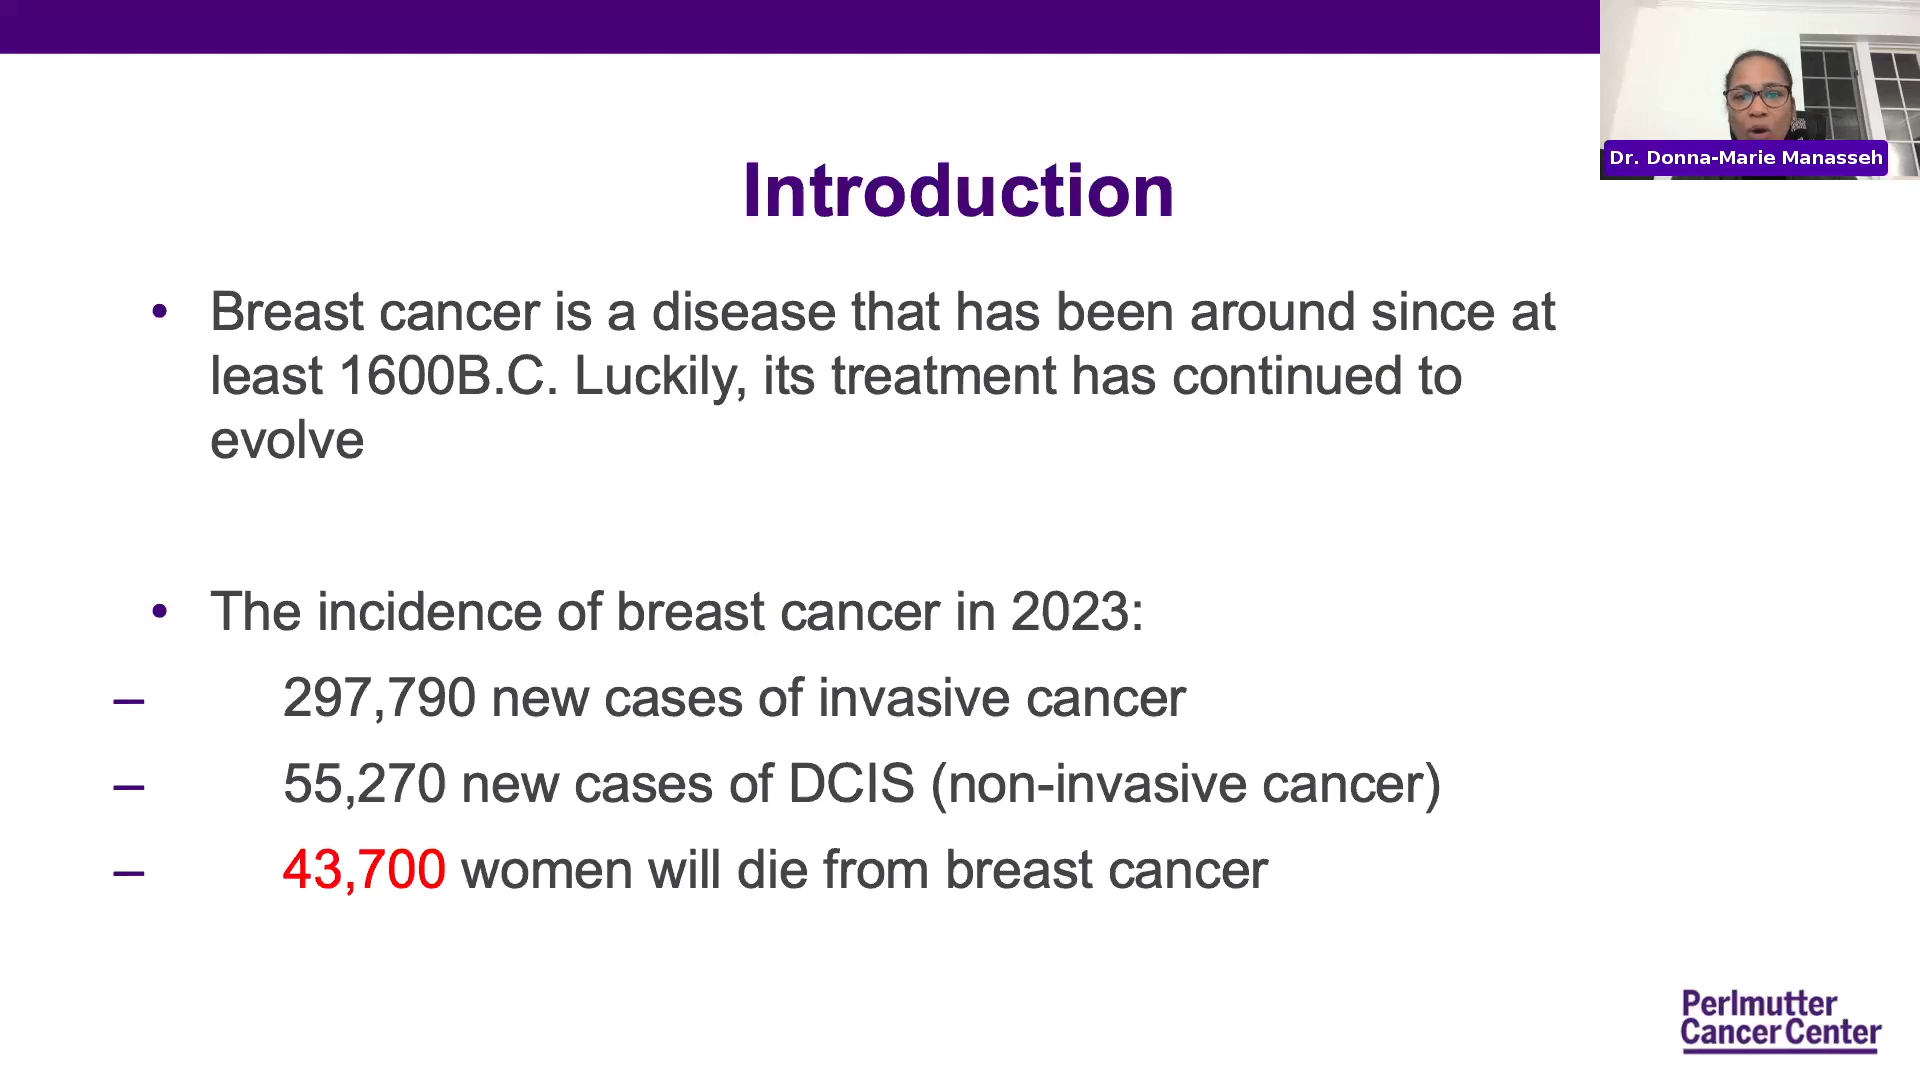 Dr. Donna-Marie Manasseh
Introduction
• Breast cancer is a disease that has been around since at
least 1600B.C. Luckily, its treatment has continued to
evolve
• The incidence of breast cancer in 2023:
– 297,790 new cases of invasive cancer
– 55,270 new cases of DCIS (non-invasive cancer)
– 43,700 women will die from breast cancer
Perlmutter
Cancer Center